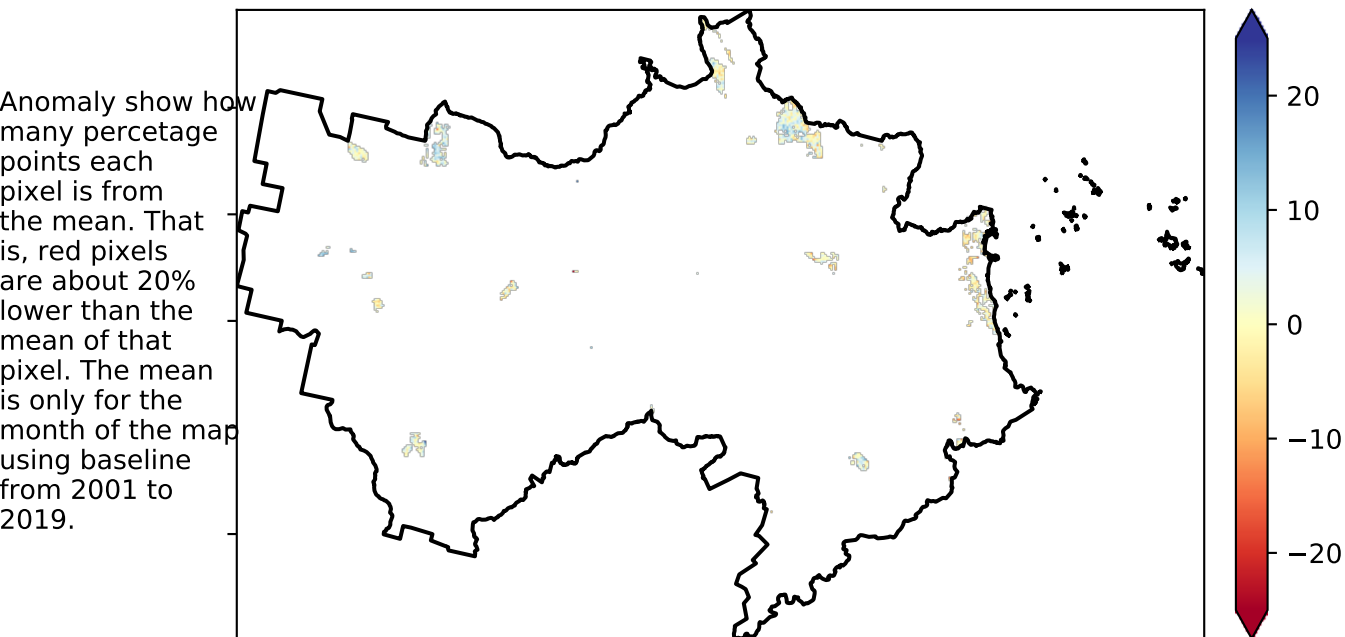 Anomaly show how
many percetage
points each
pixel is from
the mean. That
is, red pixels
are about 20%
lower than the
mean of that
pixel. The mean
is only for the
month of the map
using baseline
from 2001 to
2019.
20
10
0
−10
−20